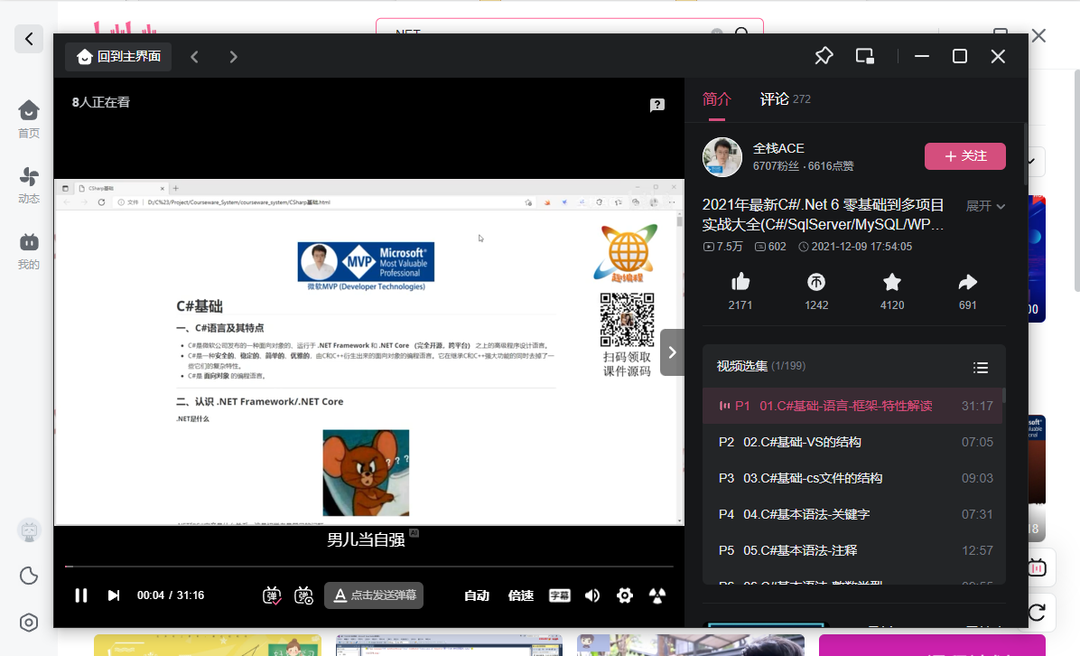 .NET
回到主界面
8人正在看
首页
动态
我的
CSharp基础
文件 D:/C%23/Project/Courseware_System/courseware_system/CSharp基础.html
MVP
Microsoft®
Most Valuable
Professional
微软MVP (Developer Technologies)
趣编程
扫码领取
课件源码
C#基础
一、C#语言及其特点
C#是微软公司发布的一种面向对象的、运行于 .NET Framework 和 .NET Core （完全开源、跨平台） 之上的高级程序设计语言。
C#是一种安全的、稳定的、简单的、优雅的，由C和C++衍生出来的面向对象的编程语言。它在继承C和C++强大功能的同时去掉了一
些它们的复杂特性。
C#是 面向对象 的编程语言。
二、认识 .NET Framework/.NET Core
.NET是什么
? ? ?
男儿当自强
AI
00:04 / 31:16
弹
弹
A 点击发送弹幕
自动
倍速
字幕
简介
评论 272
全栈ACE
6707粉丝 · 6616点赞
+ 关注
2021年最新C#/.Net 6 零基础到多项目
实战大全(C#/SqlServer/MySQL/WP…
展开
7.5万 602 2021-12-09 17:54:05
2171 1242 4120 691
视频选集 (1/199)
P1 01.C#基础-语言-框架-特性解读 31:17
P2 02.C#基础-VS的结构 07:05
P3 03.C#基础-cs文件的结构 09:03
P4 04.C#基本语法-关键字 07:31
P5 05.C#基本语法-注释 12:57